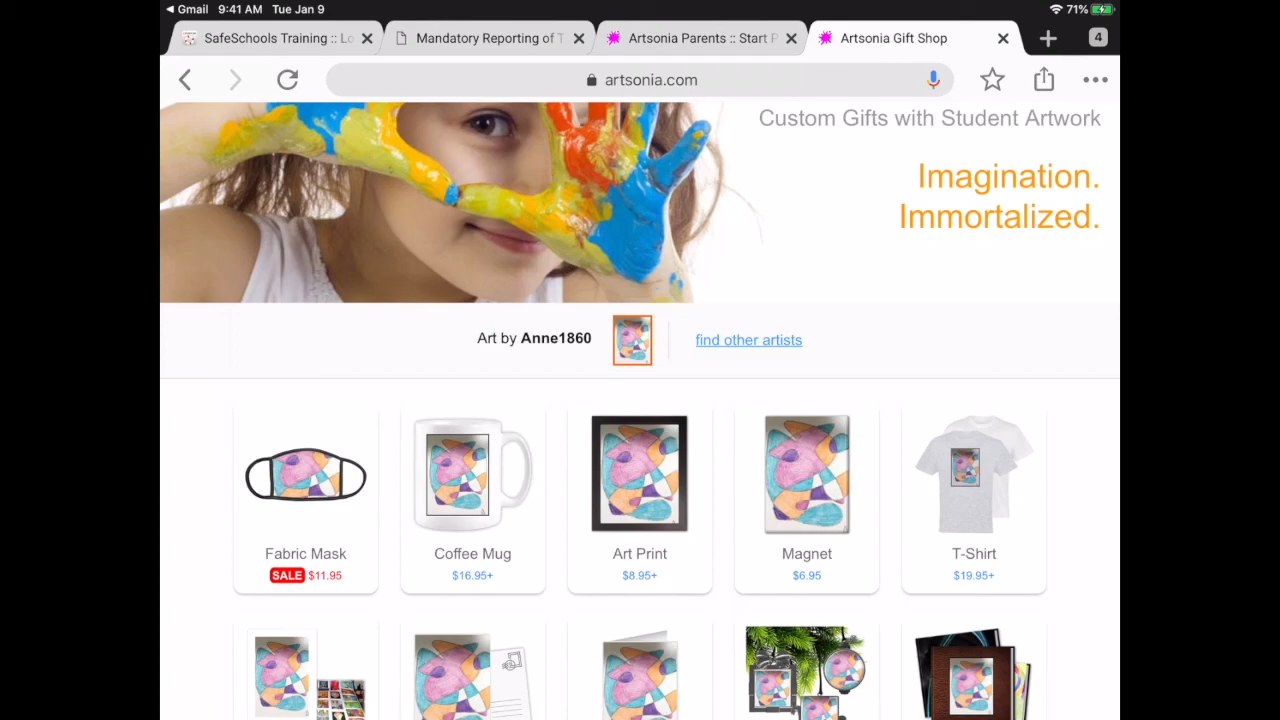 Gmail 9:41 AM Tue Jan 9 71%
SafeSchools Training :: Lo
Mandatory Reporting of T
Artsonia Parents :: Start P
Artsonia Gift Shop
4
artsonia.com
Custom Gifts with Student Artwork
Imagination.
Immortalized.
Art by Anne1860
find other artists
Fabric Mask
SALE $11.95
Coffee Mug
$16.95+
Art Print
$8.95+
Magnet
$6.95
T-Shirt
$19.95+